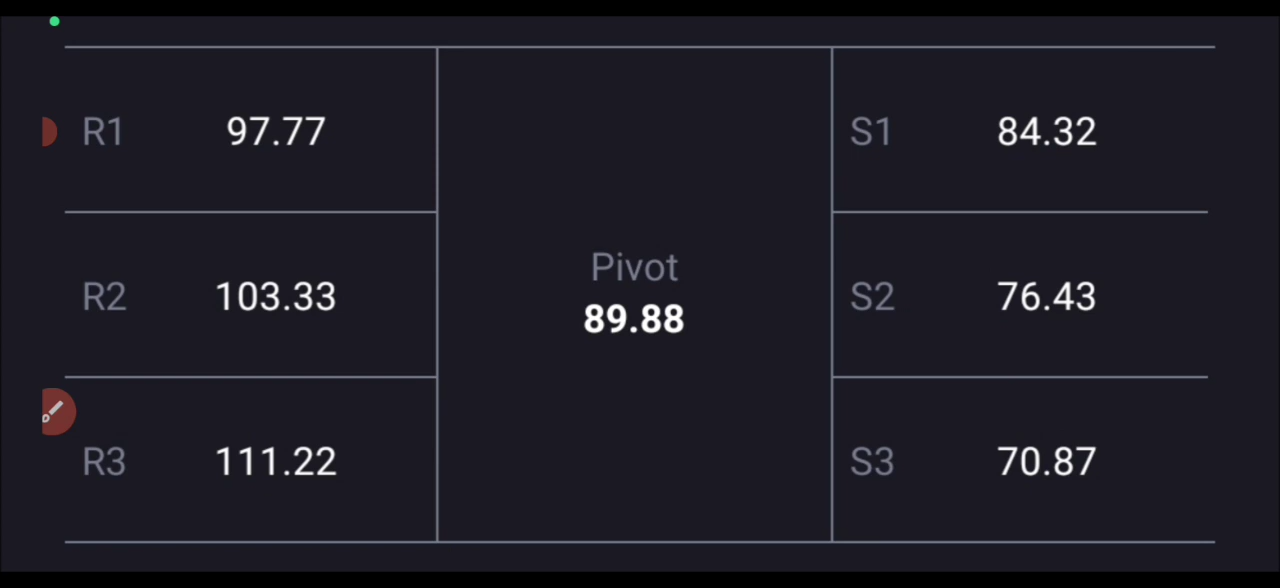 R1 97.77
S1 84.32
R2 103.33
Pivot
89.88
S2 76.43
R3 111.22
S3 70.87